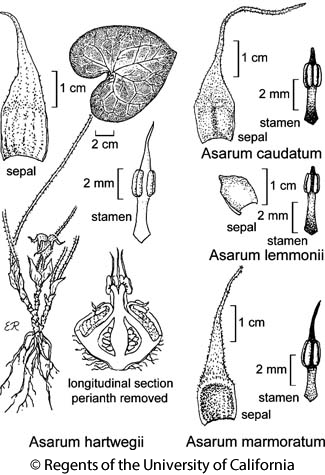 1 cm
sepal
2 cm
2 mm
stamen
ER
longitudinal section
perianth removed
Asarum hartwegii
1 cm
2 mm
sepal
stamen
Asarum caudatum
1 cm
2 mm
sepal
stamen
Asarum lemmonii
1 cm
2 mm
stamen
sepal
Asarum marmoratum
© Regents of the University of California